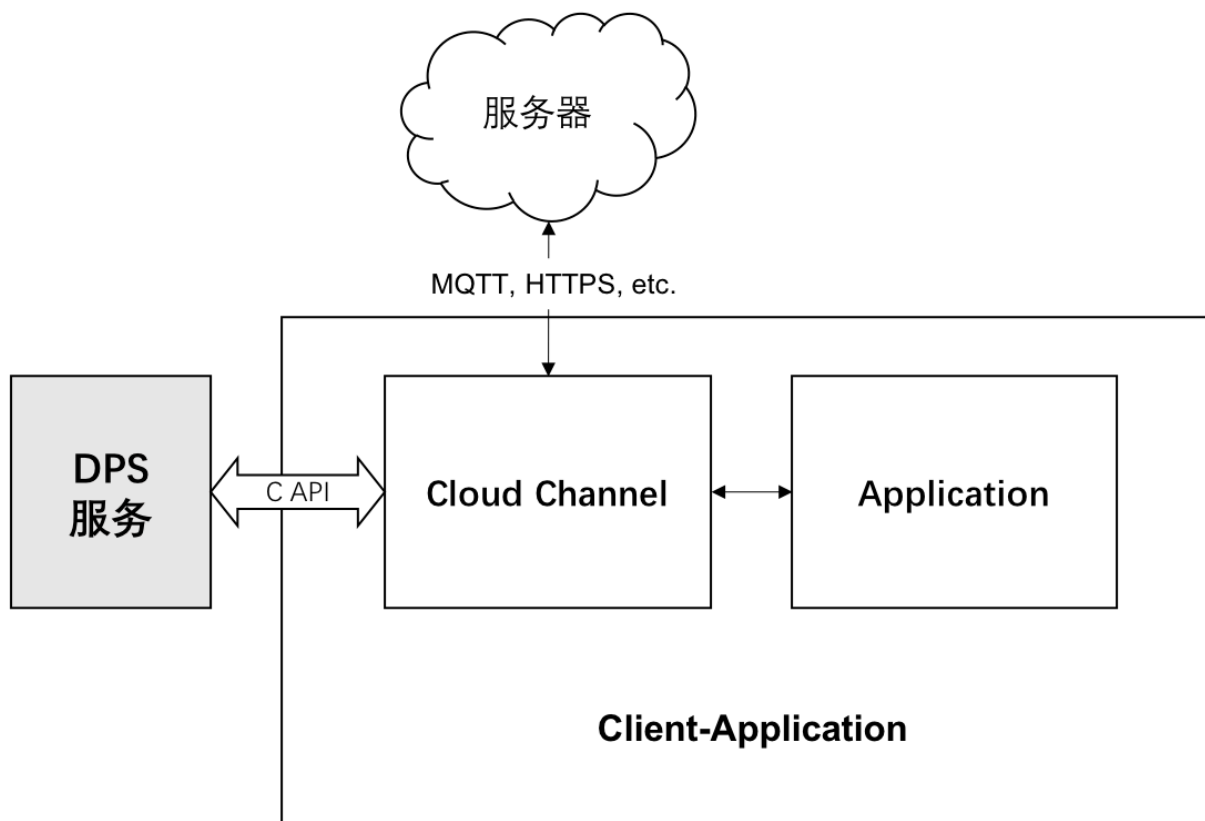 服务器
MQTT, HTTPS, etc.
DPS
服务
C API
Cloud Channel
Application
Client-Application